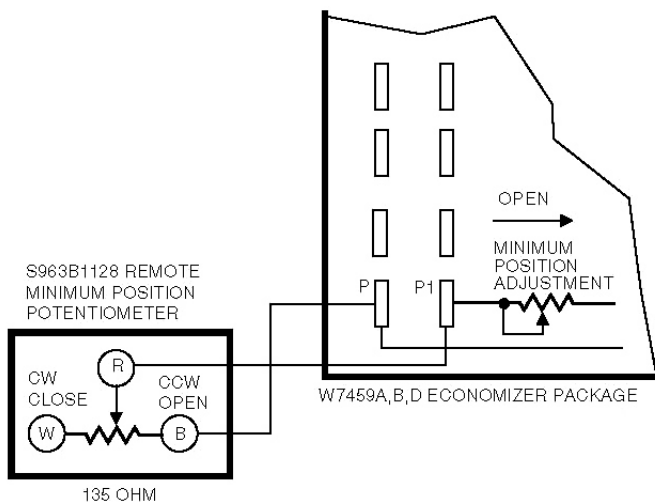 OPEN
MINIMUM
POSITION
ADJUSTMENT
P
P1
S963B1128 REMOTE
MINIMUM POSITION
POTENTIOMETER
R
CW
CLOSE
CCW
OPEN
W
B
W7459A,B,D ECONOMIZER PACKAGE
135 OHM